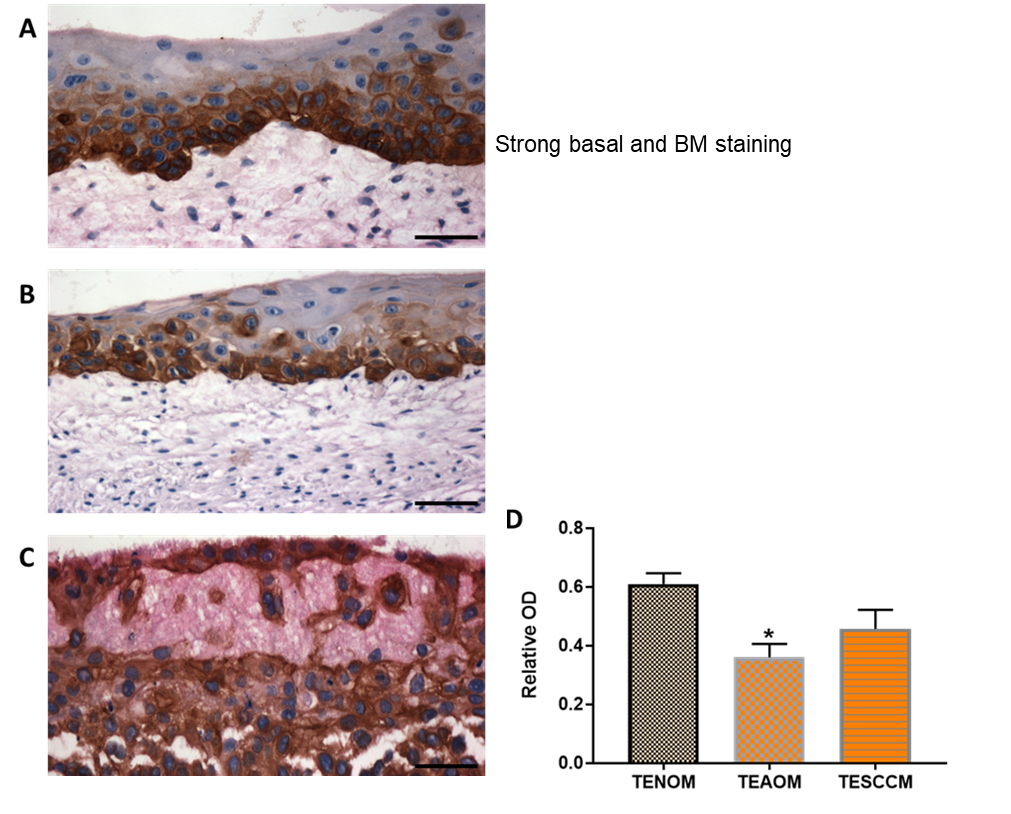 A
Strong basal and BM staining
B
C
D
0.8
0.6
0.4
0.2
0.0
Relative OD
*
TENOM TEAOM TESCCM